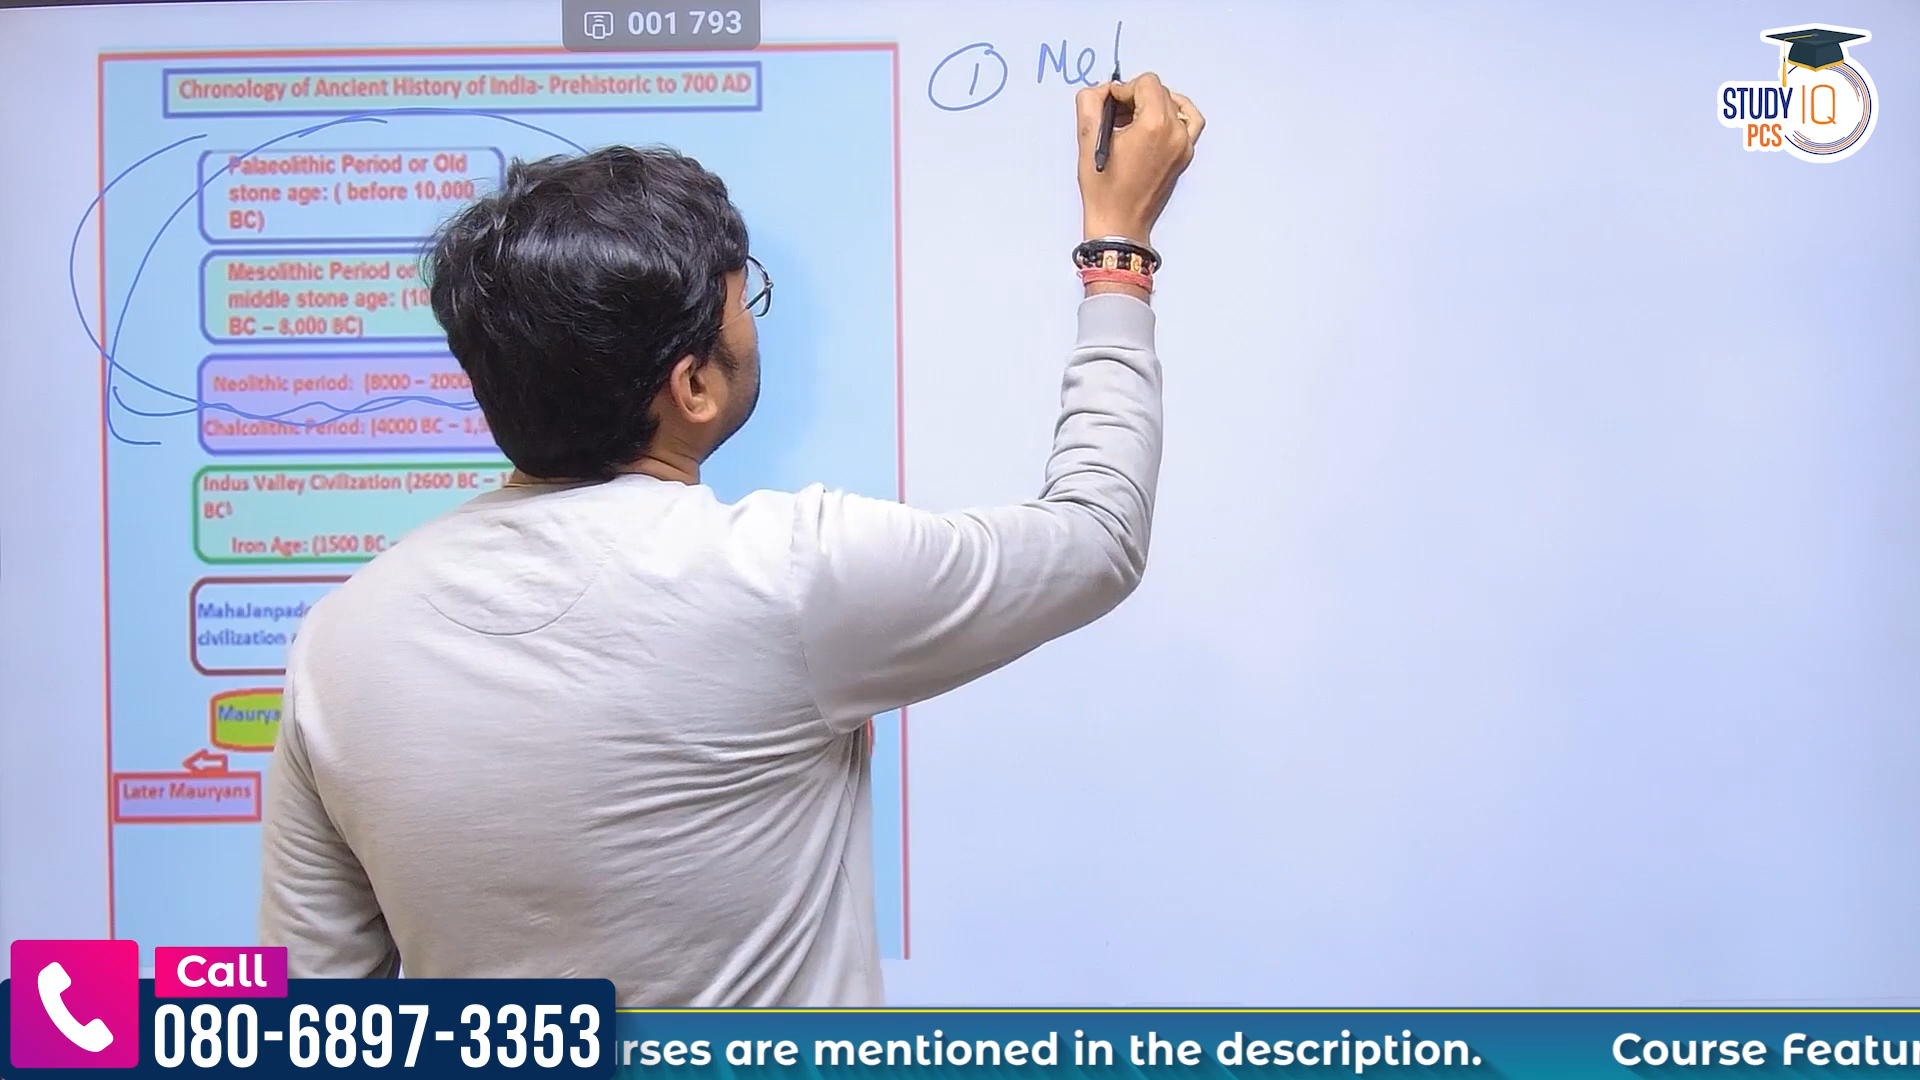 001 793
Chronology of Ancient History of India- Prehistoric to 700 AD
Palaeolithic Period or Old
stone age: ( before 10,000
BC)
Mesolithic Period or
middle stone age: (10
BC – 8,000 BC)
Neolithic period: (8000 – 2000
Chalcolithic Period: (4000 BC – 1,
Indus Valley Civilization (2600 BC –
BC)
Iron Age: (1500 BC
MahaJanpad
civilization
Maurya
Later Mauryans
1 Me
STUDY IQ
PCS
Call
080-6897-3353
rses are mentioned in the description. Course Featur